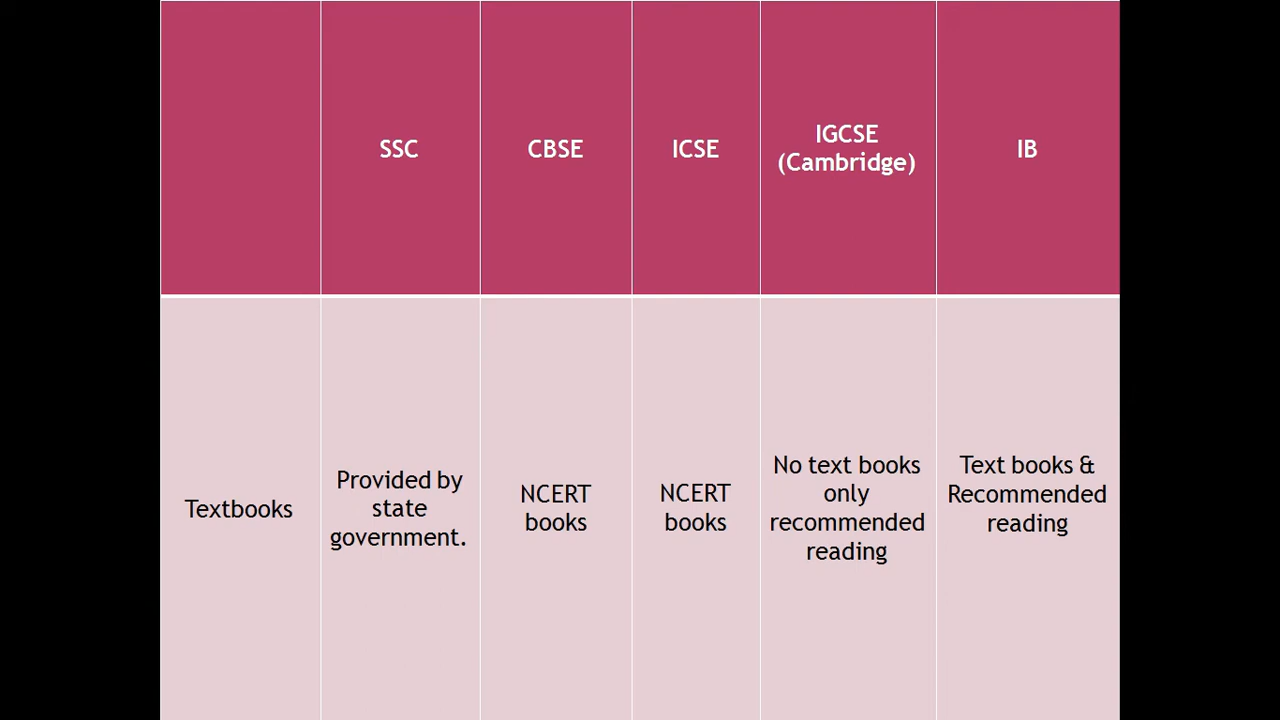 SSC
CBSE
ICSE
IGCSE
(Cambridge)
IB
Textbooks
Provided by
state
government.
NCERT
books
NCERT
books
No text books
only
recommended
reading
Text books &
Recommended
reading